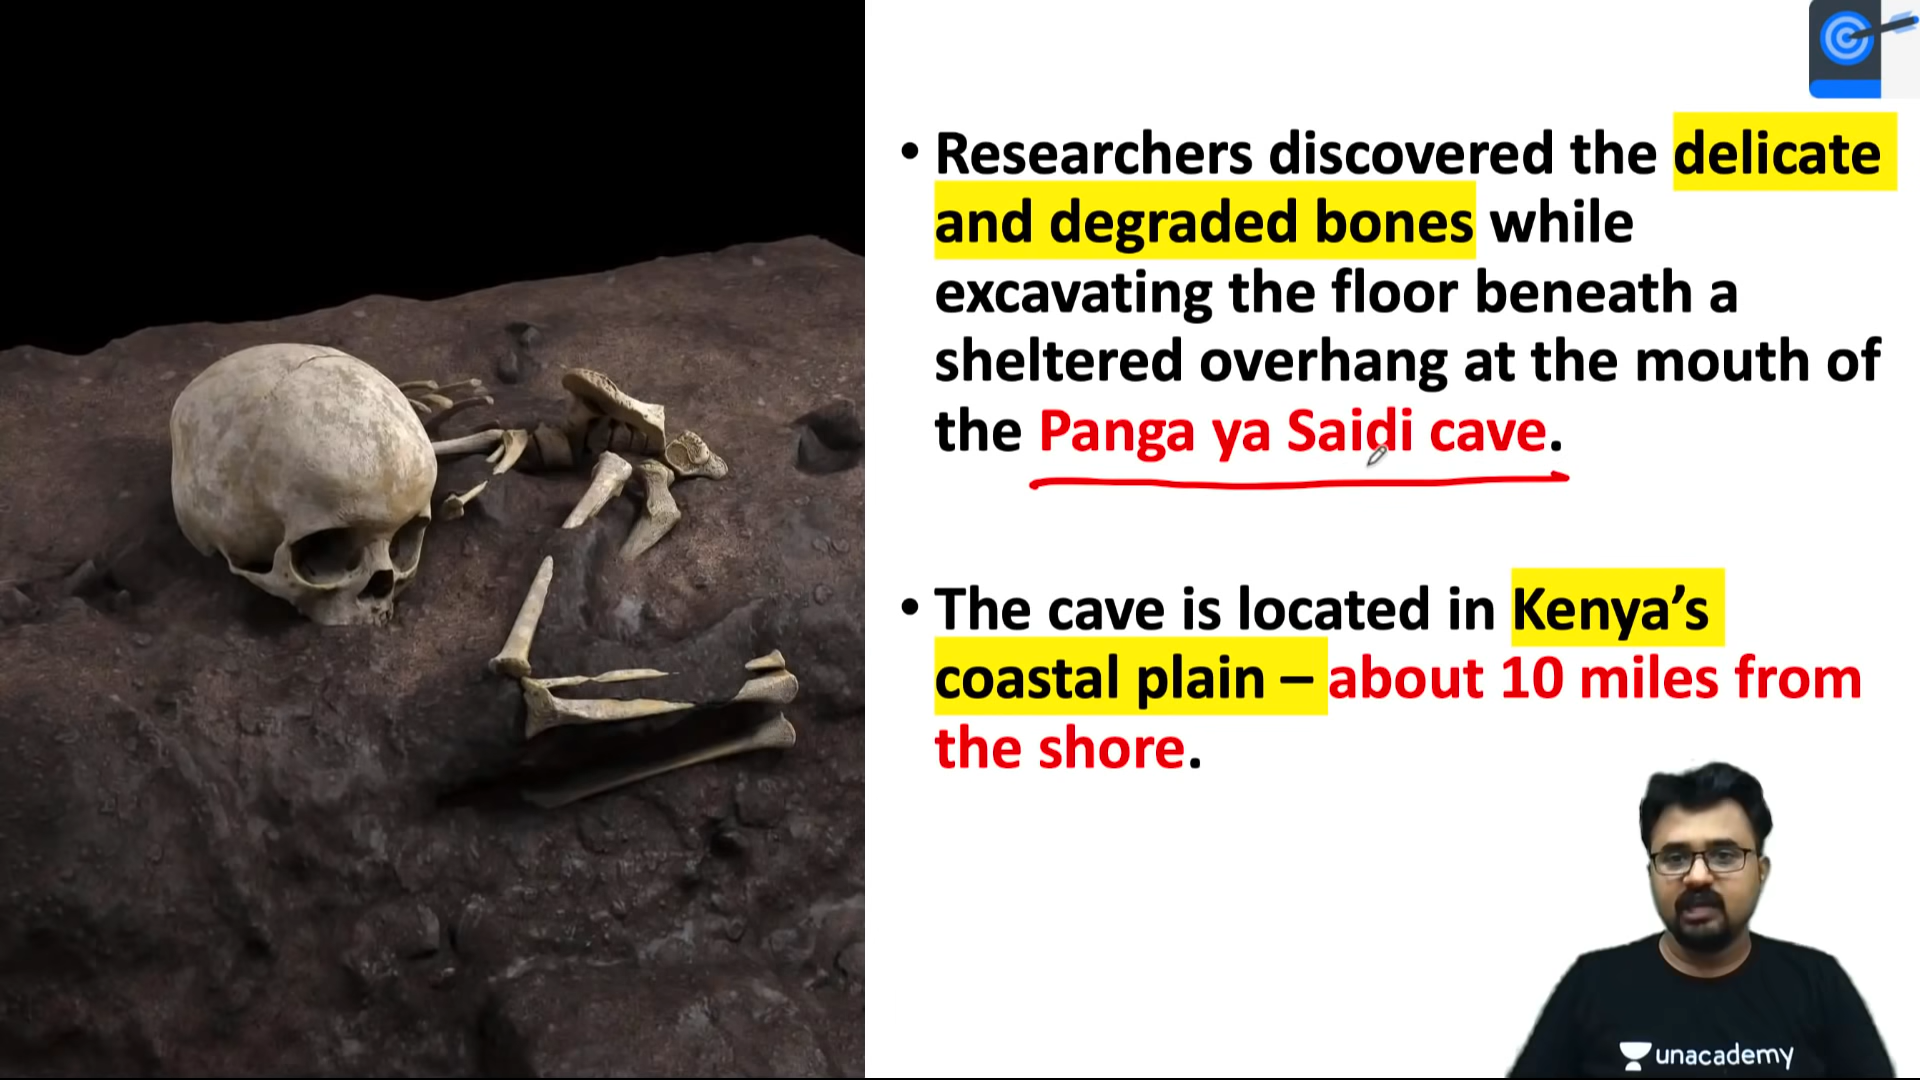 • Researchers discovered the delicate
and degraded bones while
excavating the floor beneath a
sheltered overhang at the mouth of
the Panga ya Saidi cave.
• The cave is located in Kenya’s
coastal plain – about 10 miles from
the shore.
unacademy